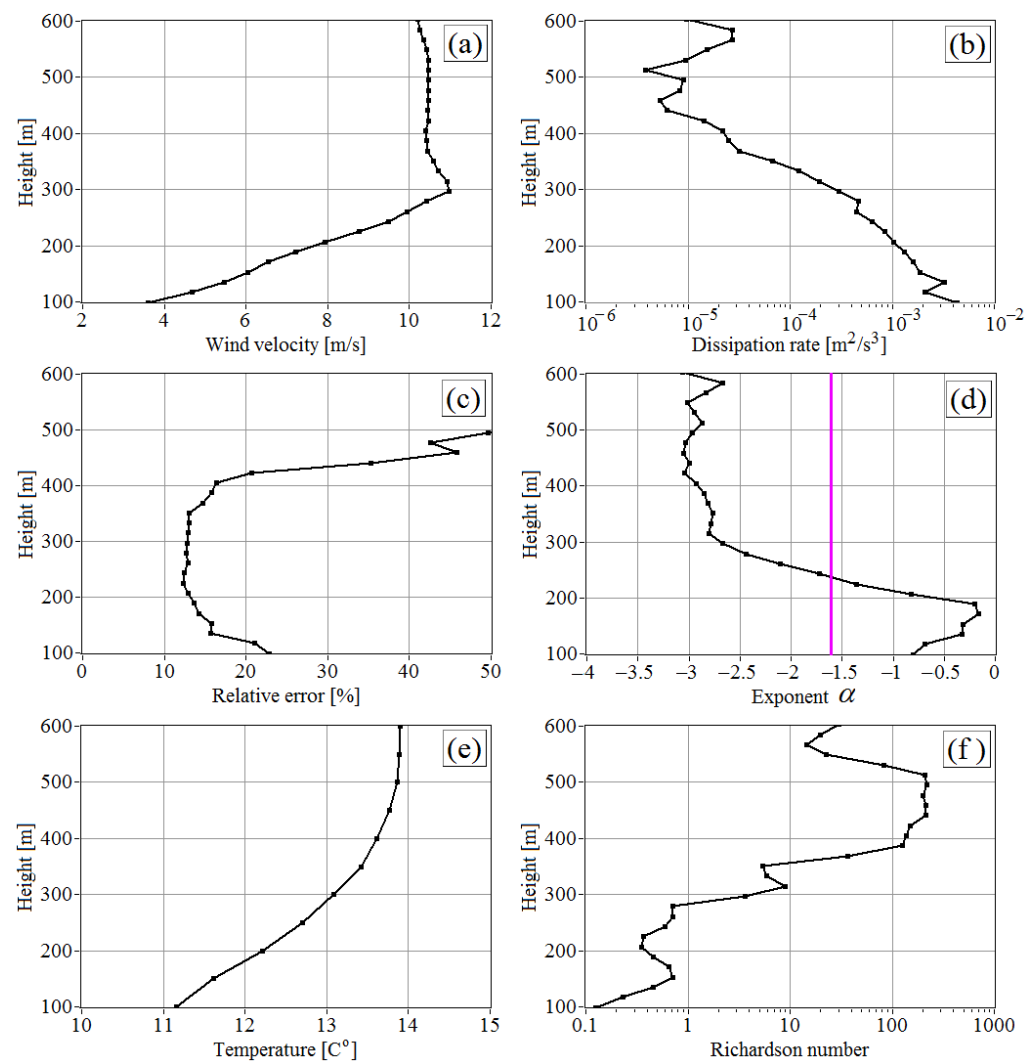 600
500
400
300
200
100
Height [m]
(a)
2 4 6 8 10 12
Wind velocity [m/s]
600
500
400
300
200
100
Height [m]
(b)
10−6 10−5 10−4 10−3 10−2
Dissipation rate [m2/s3]
600
500
400
300
200
100
Height [m]
(c)
0 10 20 30 40 50
Relative error [%]
600
500
400
300
200
100
Height [m]
(d)
−4 −3.5 −3 −2.5 −2 −1.5 −1 −0.5 0
Exponent α
600
500
400
300
200
100
Height [m]
(e)
10 11 12 13 14 15
Temperature [Co]
600
500
400
300
200
100
Height [m]
(f)
0.1 1 10 100 1000
Richardson number